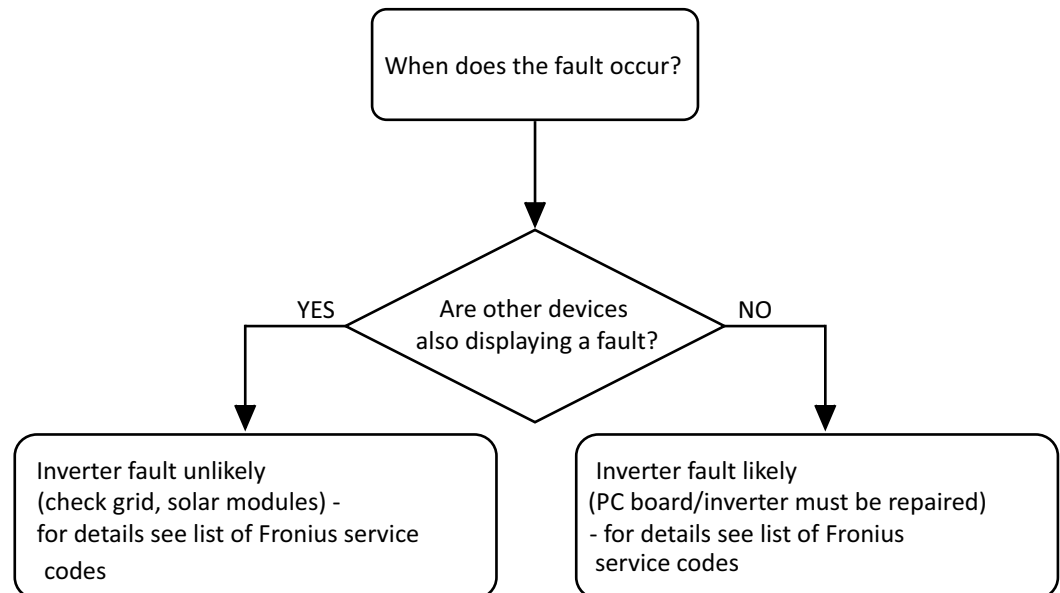 When does the fault occur?
YES
Are other devices
also displaying a fault?
NO
Inverter fault unlikely
(check grid, solar modules) -
for details see list of Fronius service
codes
Inverter fault likely
(PC board/inverter must be repaired)
- for details see list of Fronius
service codes